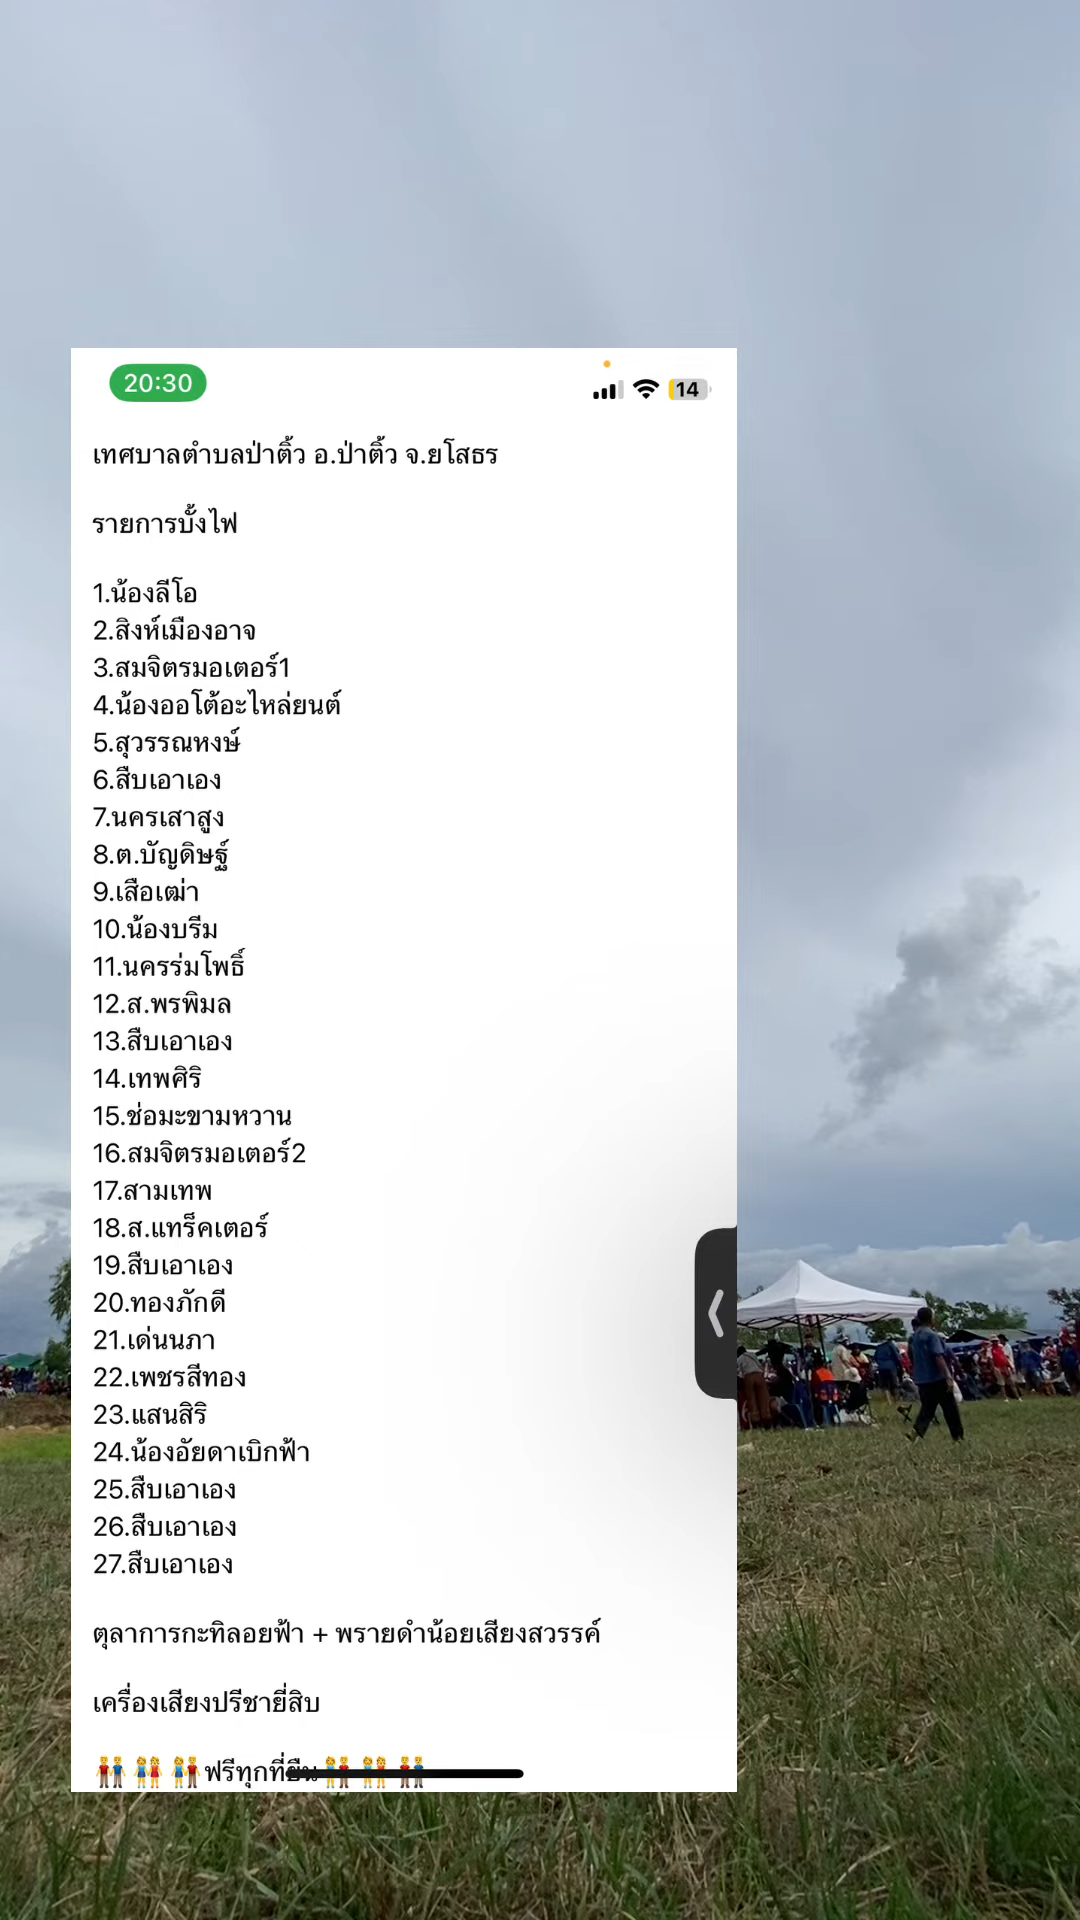 20:30
14
เทศบาลตำบลป่าติ้ว อ.ป่าติ้ว จ.ยโสธร
รายการบั้งไฟ
1.น้องลีโอ
2.สิงห์เมืองอาจ
3.สมจิตรมอเตอร์1
4.น้องออโต้อะไหล่ยนต์
5.สุวรรณหงษ์
6.สืบเอาเอง
7.นครเสาสูง
8.ต.บัญดิษฐ์
9.เสือเฒ่า
10.น้องบรีม
11.นครร่มโพธิ์
12.ส.พรพิมล
13.สืบเอาเอง
14.เทพศิริ
15.ช่อมะขามหวาน
16.สมจิตรมอเตอร์2
17.สามเทพ
18.ส.แทร็คเตอร์
19.สืบเอาเอง
20.ทองภักดี
21.เด่นนภา
22.เพชรสีทอง
23.แสนสิริ
24.น้องอัยดาเบิกฟ้า
25.สืบเอาเอง
26.สืบเอาเอง
27.สืบเอาเอง
ตุลาการกะทิลอยฟ้า + พรายดำน้อยเสียงสวรรค์
เครื่องเสียงปรีชายี่สิบ
👬👭👫ฟรีทุกที่ยืน👫👭👬